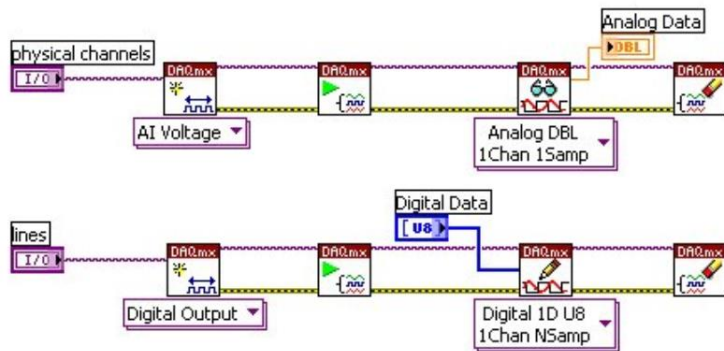 Analog Data
DBL
physical channels
I/O
DAQmx DAQmx DAQmx DAQmx
AI Voltage
Analog DBL
1Chan 1Samp
Digital Data
[U8]
lines
I/O
DAQmx DAQmx DAQmx DAQmx
Digital Output
Digital 1D U8
1Chan NSamp